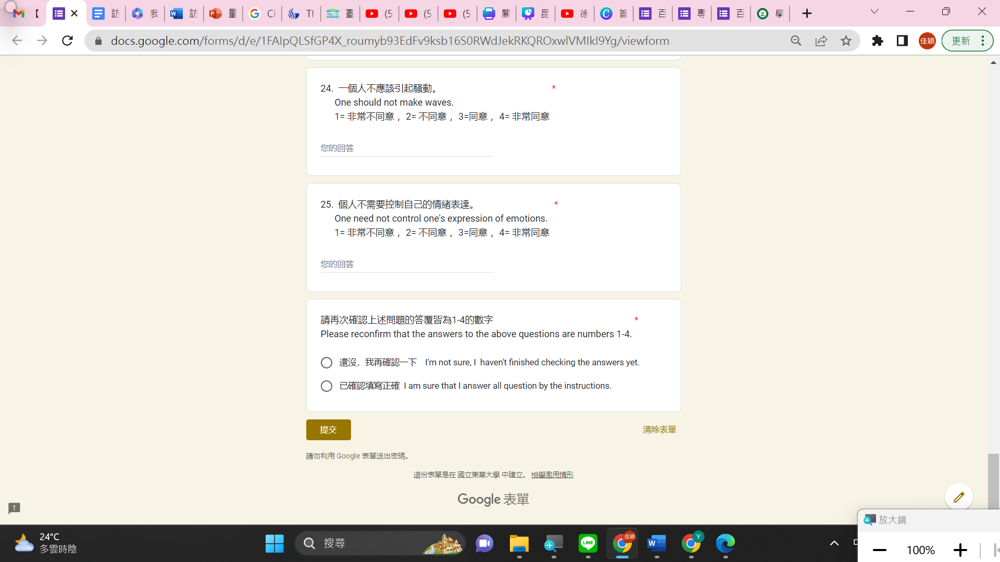 【
訪
我
訪
量
Cl
Th
臺
(5
(5
(5
關
昆
徐
首
百
專
百
學
docs.google.com/forms/d/e/1FAIpQLSfGP4X_roumyb93EdFv9ksb16S0RWdJekRKQROxwlVMIkI9Yg/viewform
佳穎
更新
24. 一個人不應該引起騷動。 *
One should not make waves.
1= 非常不同意 , 2= 不同意 , 3=同意 , 4= 非常同意
您的回答
25. 個人不需要控制自己的情緒表達。 *
One need not control one's expression of emotions.
1= 非常不同意 , 2= 不同意 , 3=同意 , 4= 非常同意
您的回答
請再次確認上述問題的答覆皆為1-4的數字 *
Please reconfirm that the answers to the above questions are numbers 1-4.
還沒，我再確認一下 I'm not sure, I haven't finished checking the answers yet.
已確認填寫正確 I am sure that I answer all question by the instructions.
提交
清除表單
請勿利用 Google 表單送出密碼。
這份表單是在 國立東華大學 中建立。 檢舉濫用情形
Google 表單
放大鏡
100%
24°C
多雲時陰
搜尋
LINE
佳穎
W
Y